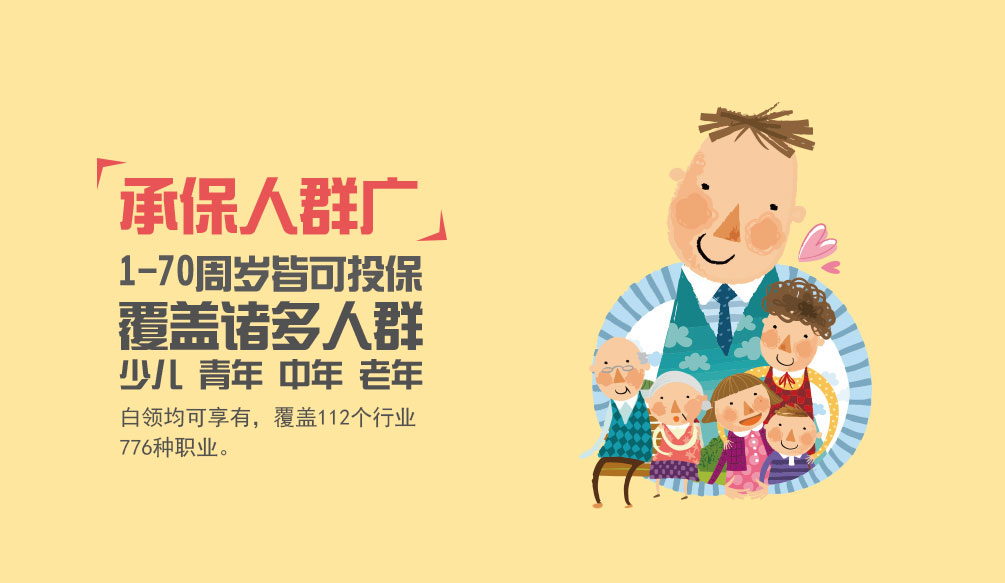 承保人群广
1-70周岁皆可投保
覆盖诸多人群
少儿 青年 中年 老年
白领均可享有，覆盖112个行业
776种职业。